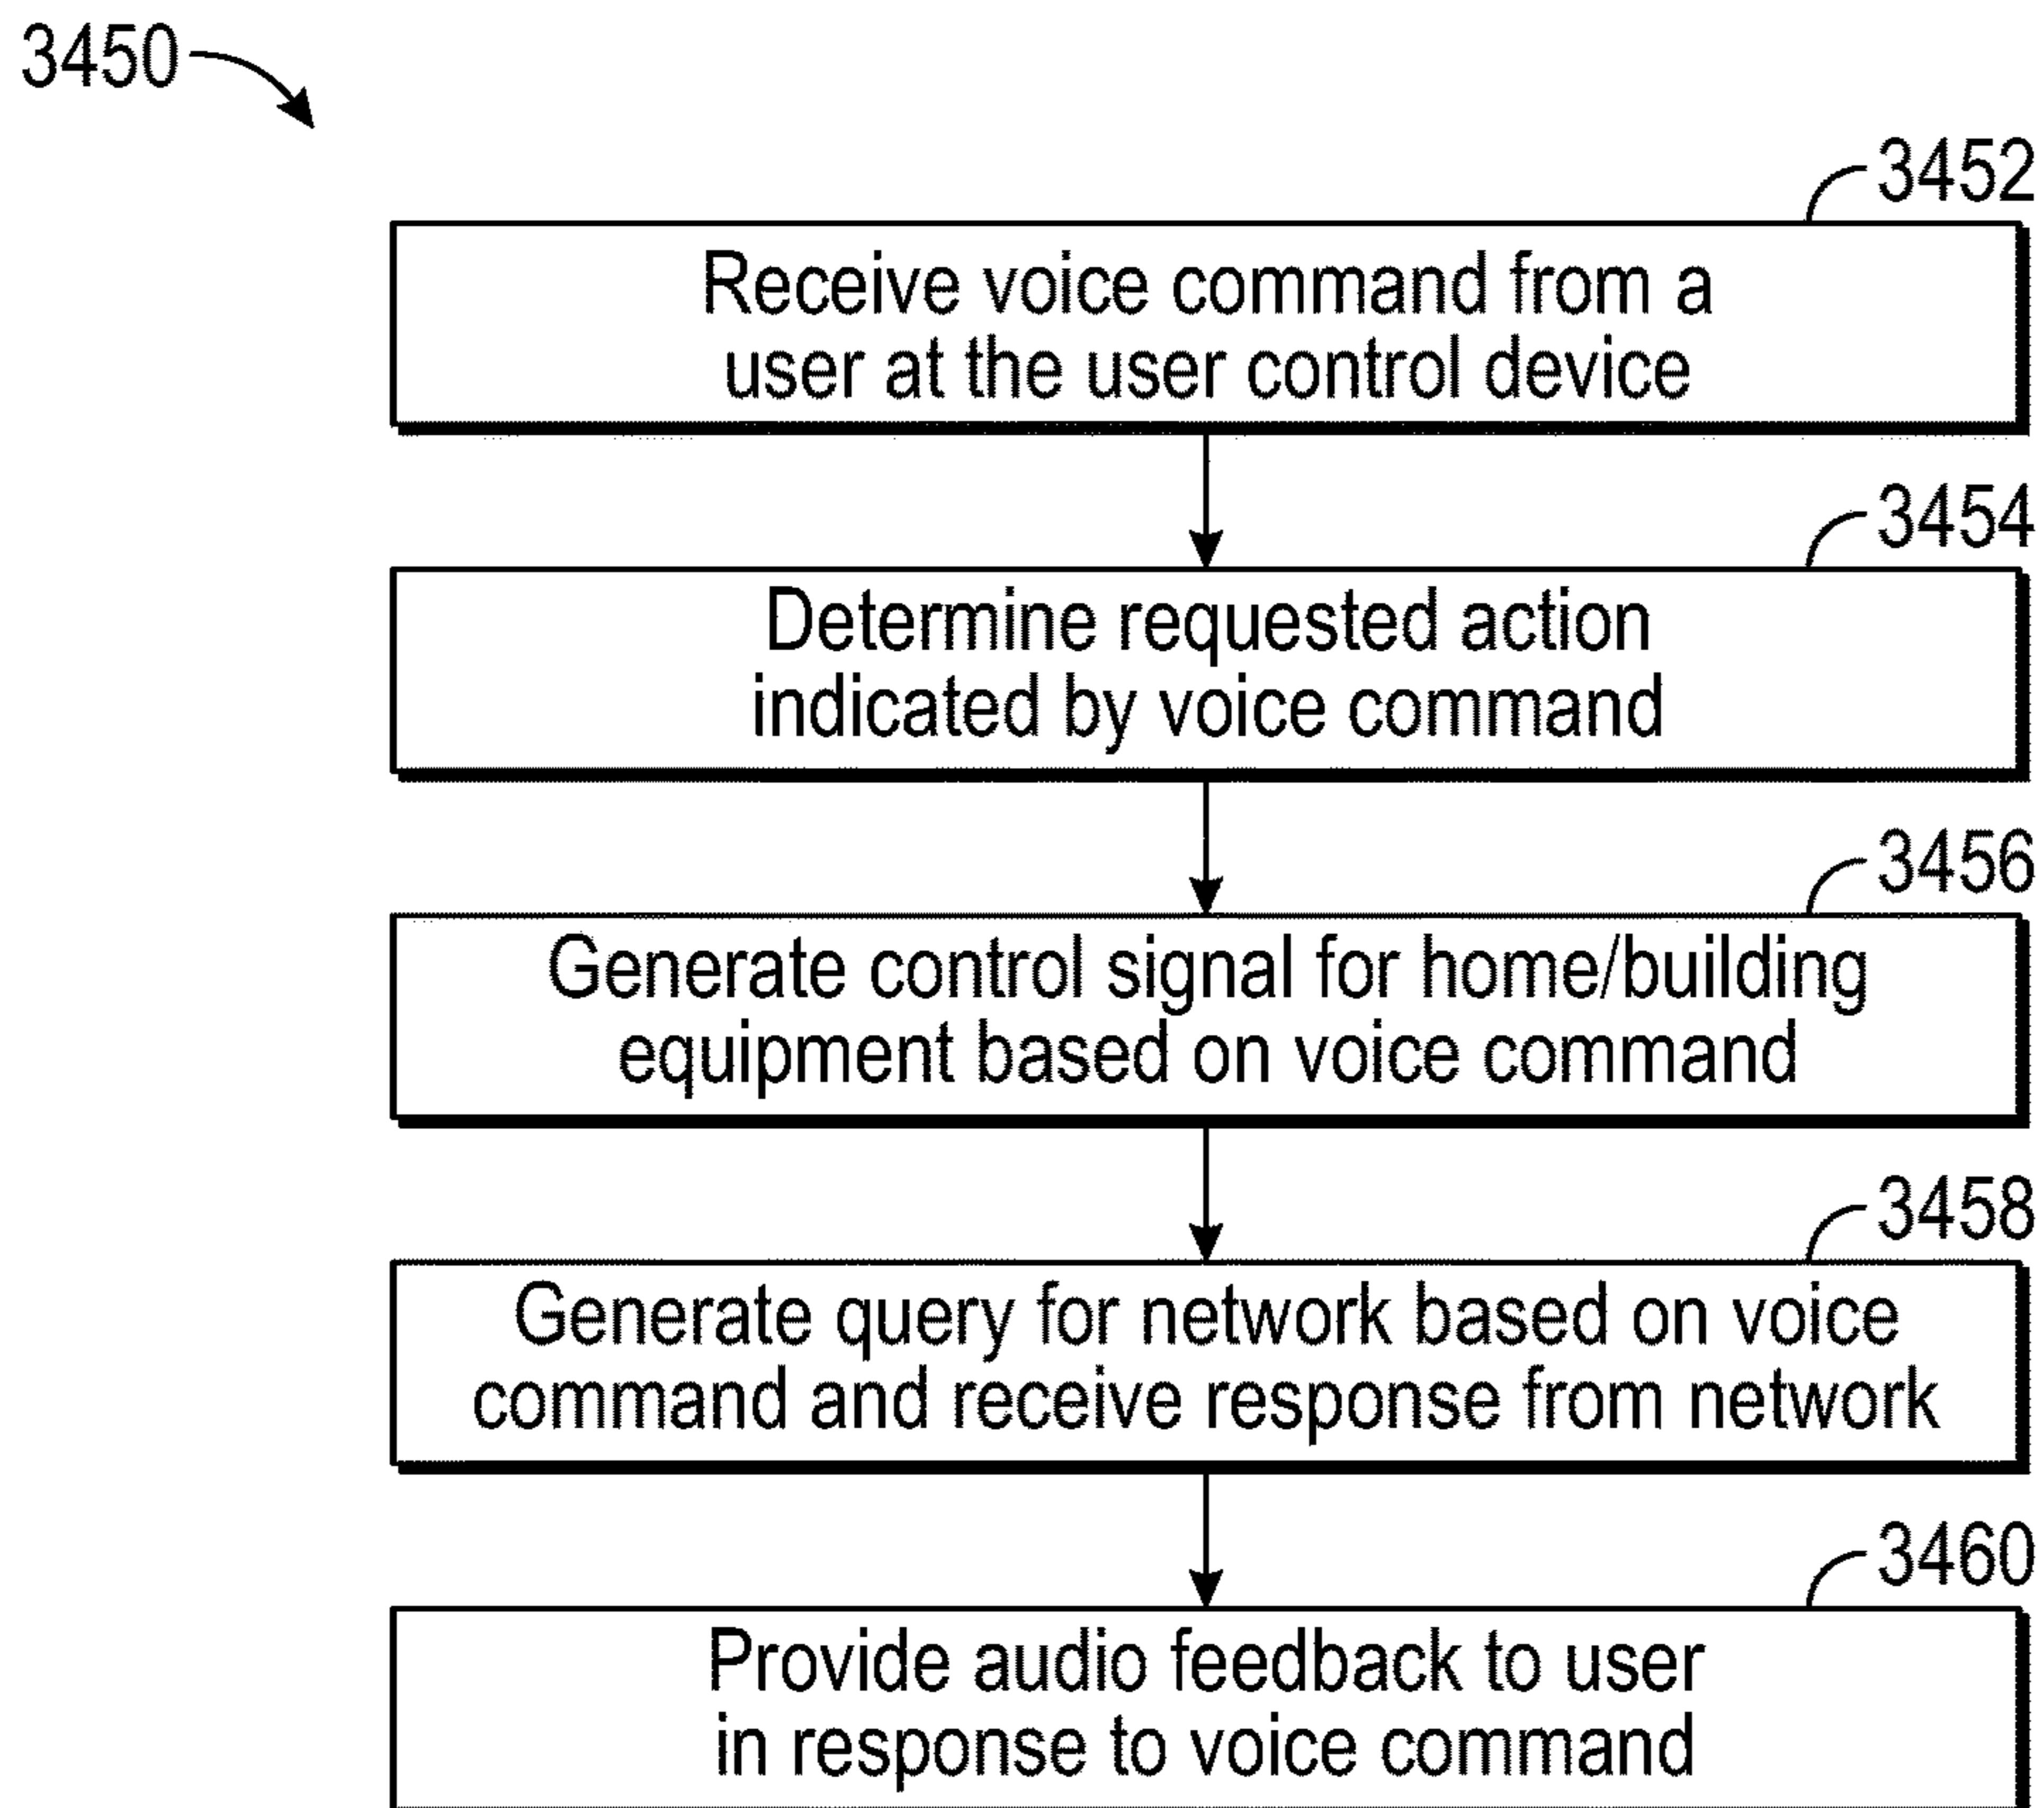 3450
3452
Receive voice command from a
user at the user control device
3454
Determine requested action
indicated by voice command
3456
Generate control signal for home/building
equipment based on voice command
3458
Generate query for network based on voice
command and receive response from network
3460
Provide audio feedback to user
in response to voice command